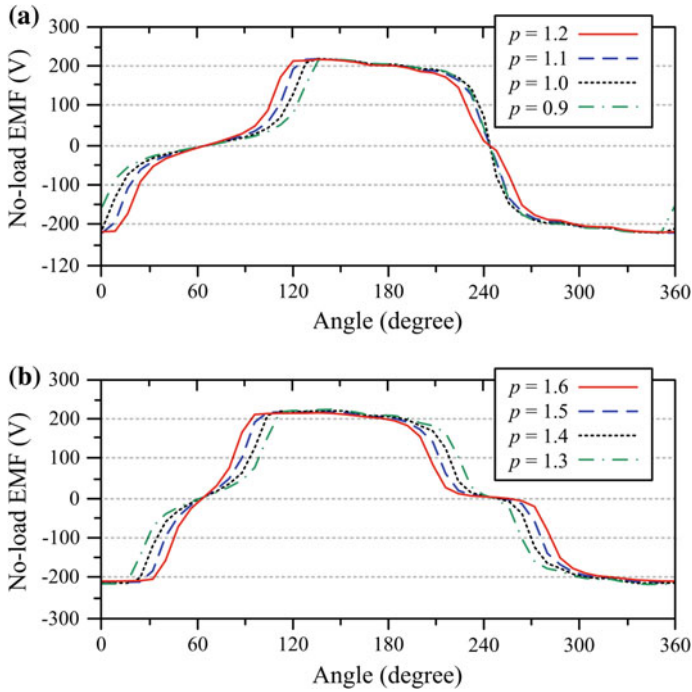 (a)
300
200
100
0
-100
-200
-120
No-load EMF (V)
p = 1.2
p = 1.1
p = 1.0
p = 0.9
0 60 120 180 240 300 360
Angle (degree)
(b)
300
200
100
0
-100
-200
-300
No-load EMF (V)
p = 1.6
p = 1.5
p = 1.4
p = 1.3
0 60 120 180 240 300 360
Angle (degree)